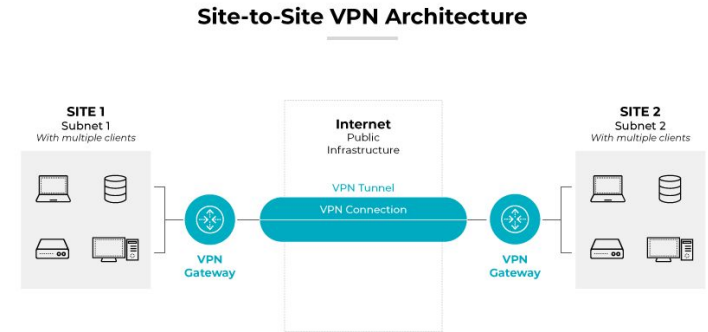 Site-to-Site VPN Architecture
SITE 1
Subnet 1
With multiple clients
VPN
Gateway
Internet
Public
Infrastructure
VPN Tunnel
VPN Connection
VPN
Gateway
SITE 2
Subnet 2
With multiple clients